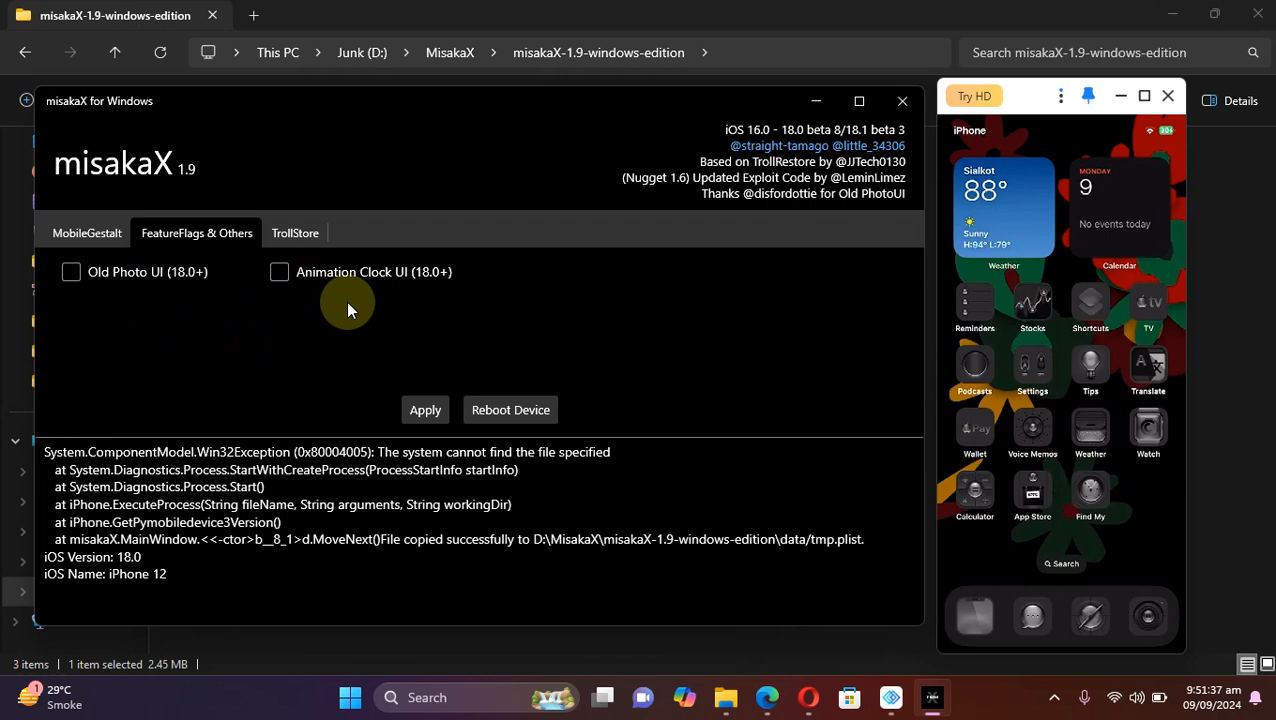 misakaX-1.9-windows-edition
This PC
Junk (D:)
MisakaX
misakaX-1.9-windows-edition
Search misakaX-1.9-windows-edition
Details
misakaX for Windows
misakaX 1.9
iOS 16.0 - 18.0 beta 8/18.1 beta 3
@straight-tamago @little_34306
Based on TrollRestore by @JJTech0130
(Nugget 1.6) Updated Exploit Code by @LeminLimez
Thanks @disfordottie for Old PhotoUI
MobileGestalt
FeatureFlags & Others
TrollStore
Old Photo UI (18.0+)
Animation Clock UI (18.0+)
Apply
Reboot Device
System.ComponentModel.Win32Exception (0x80004005): The system cannot find the file specified
at System.Diagnostics.Process.StartWithCreateProcess(ProcessStartInfo startInfo)
at System.Diagnostics.Process.Start()
at iPhone.ExecuteProcess(String fileName, String arguments, String workingDir)
at iPhone.GetPymobiledevice3Version()
at misakaX.MainWindow.<<-ctor>b__8_1>d.MoveNext()File copied successfully to D:\MisakaX\misakaX-1.9-windows-edition\data/tmp.plist.
iOS Version: 18.0
iOS Name: iPhone 12
Try HD
iPhone
Sialkot
88°
Sunny
H:94° L:79°
Weather
MONDAY
9
No events today
Calendar
Reminders
Stocks
Shortcuts
tv
TV
Podcasts
Settings
Tips
Translate
Pay
Wallet
Voice Memos
Weather
Watch
Calculator
App Store
Find My
Search
3 items
1 item selected 2.45 MB
1
29°C
Smoke
Search
9:51:37 am
09/09/2024